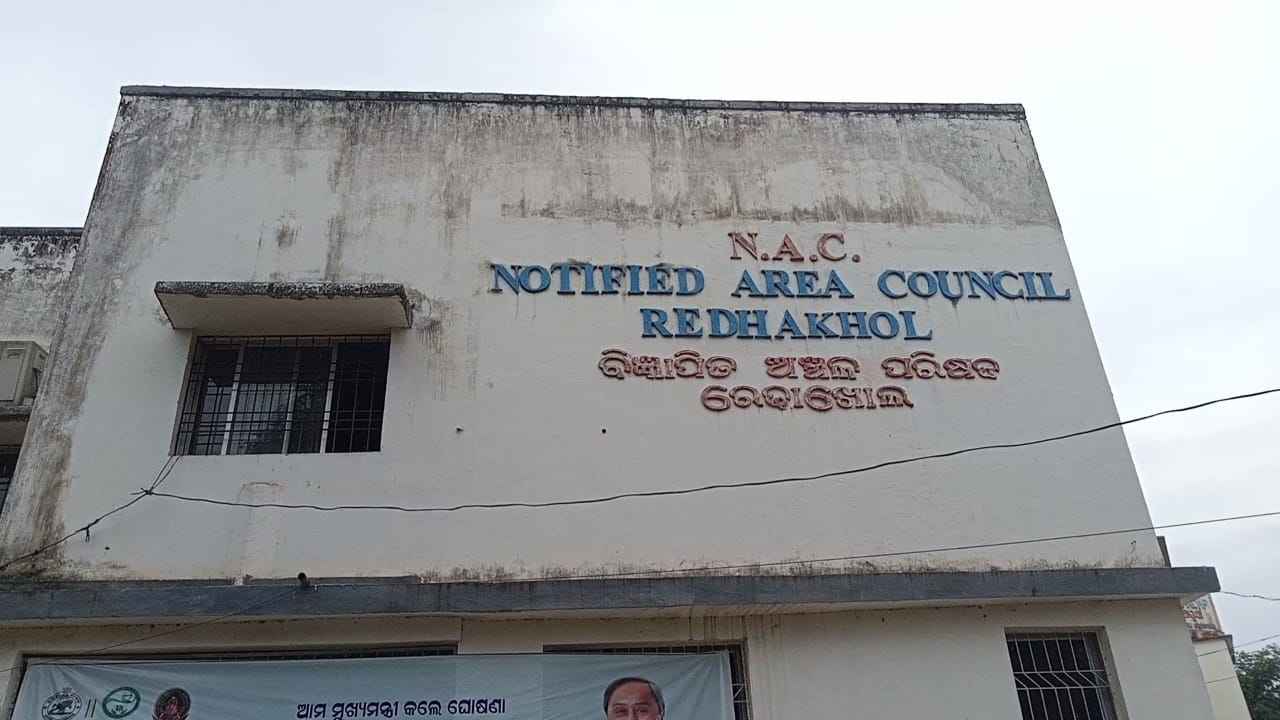 N.A.C.
NOTIFIED AREA COUNCIL
REDHAKHOL
ବିଜ୍ଞାପିତ ଅଞ୍ଚଳ ପରିଷଦ
ରେଢାଖୋଲ
ଆମ ମୁଖ୍ୟମନ୍ତ୍ରୀ କଲେ ଘୋଷଣା